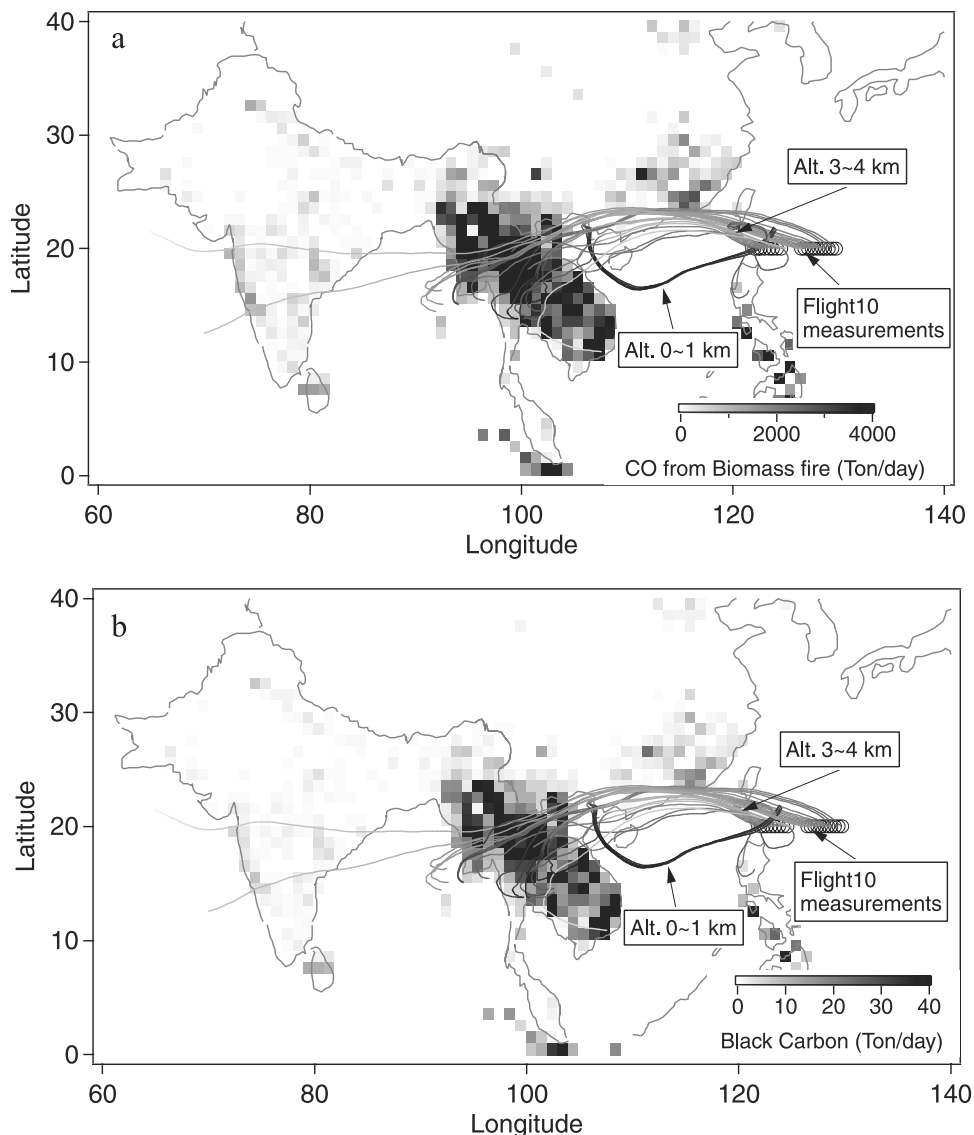 a
40
30
20
10
0
Latitude
Alt. 3~4 km
Flight10
measurements
Alt. 0~1 km
0 2000 4000
CO from Biomass fire (Ton/day)
60 80 100 120 140
Longitude
b
40
30
20
10
0
Latitude
Alt. 3~4 km
Flight10
measurements
Alt. 0~1 km
0 10 20 30 40
Black Carbon (Ton/day)
60 80 100 120 140
Longitude